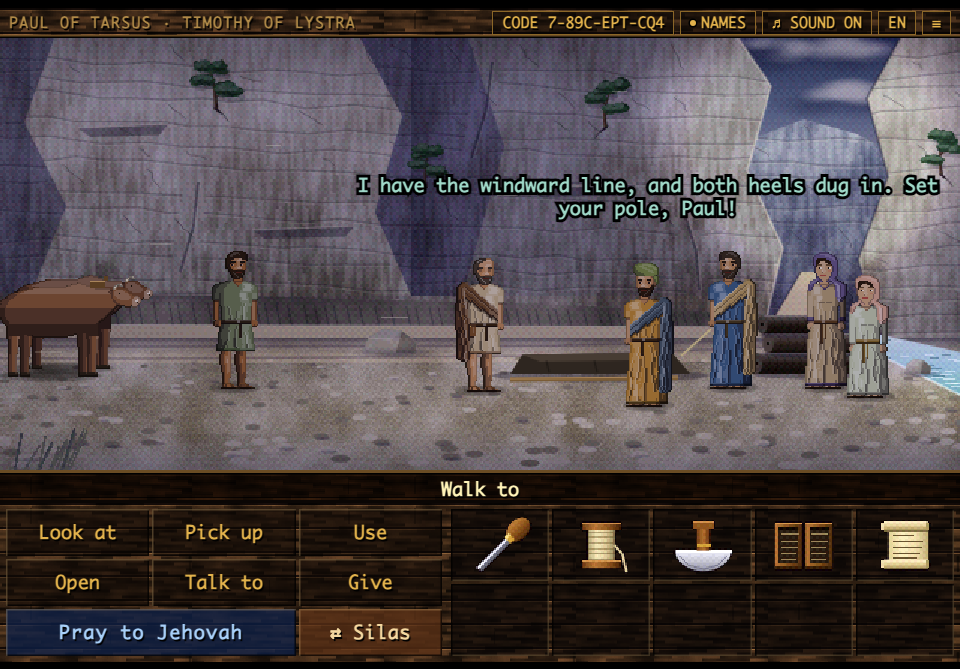 PAUL OF TARSUS · TIMOTHY OF LYSTRA
CODE 7-89C-EPT-CQ4
• NAMES
♬ SOUND ON
EN
≡
I have the windward line, and both heels dug in. Set
your pole, Paul!
Walk to
Look at
Pick up
Use
Open
Talk to
Give
Pray to Jehovah
⇄ Silas